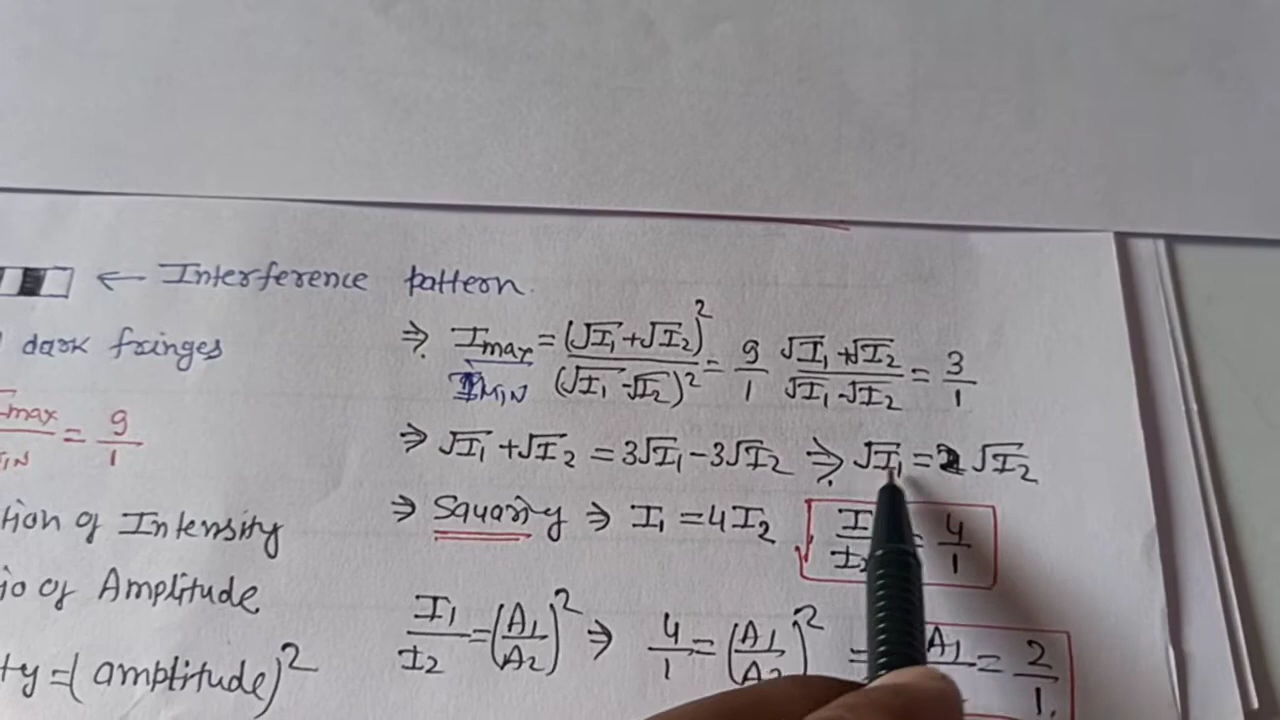 ← Interference pattern.
dark fringes
⇒ Imax/IMIN = (√I1+√I2)²/(√I1-√I2)² = 9/1 √I1+√I2/√I1-√I2 = 3/1
max/IN = 9/1
⇒ √I1+√I2 = 3√I1-3√I2 ⇒ √I1 = 2√I2
⇒ Squaring ⇒ I1 = 4I2 I/I2 = 4/1
tion of Intensity
io of Amplitude
I1/I2 = (A1/A2)² ⇒ 4/1 = (A1/A2)² = A1 = 2/1.
ty = (amplitude)²